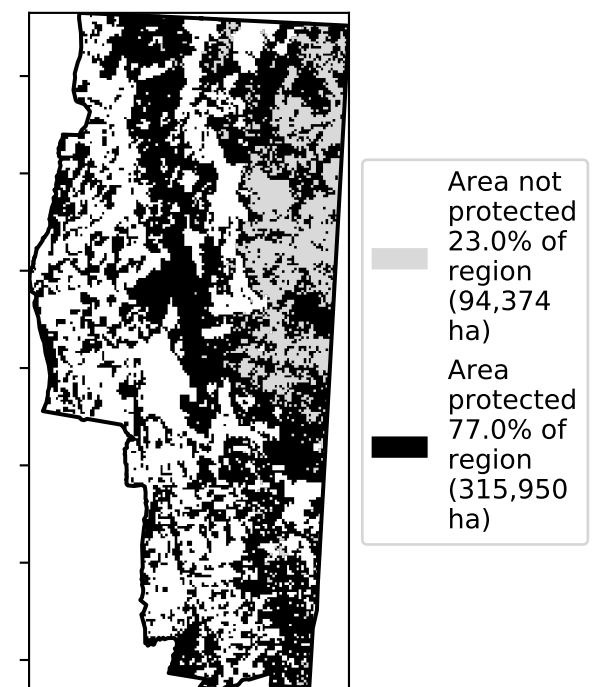 Area not
protected
23.0% of
region
(94,374
ha)
Area
protected
77.0% of
region
(315,950
ha)